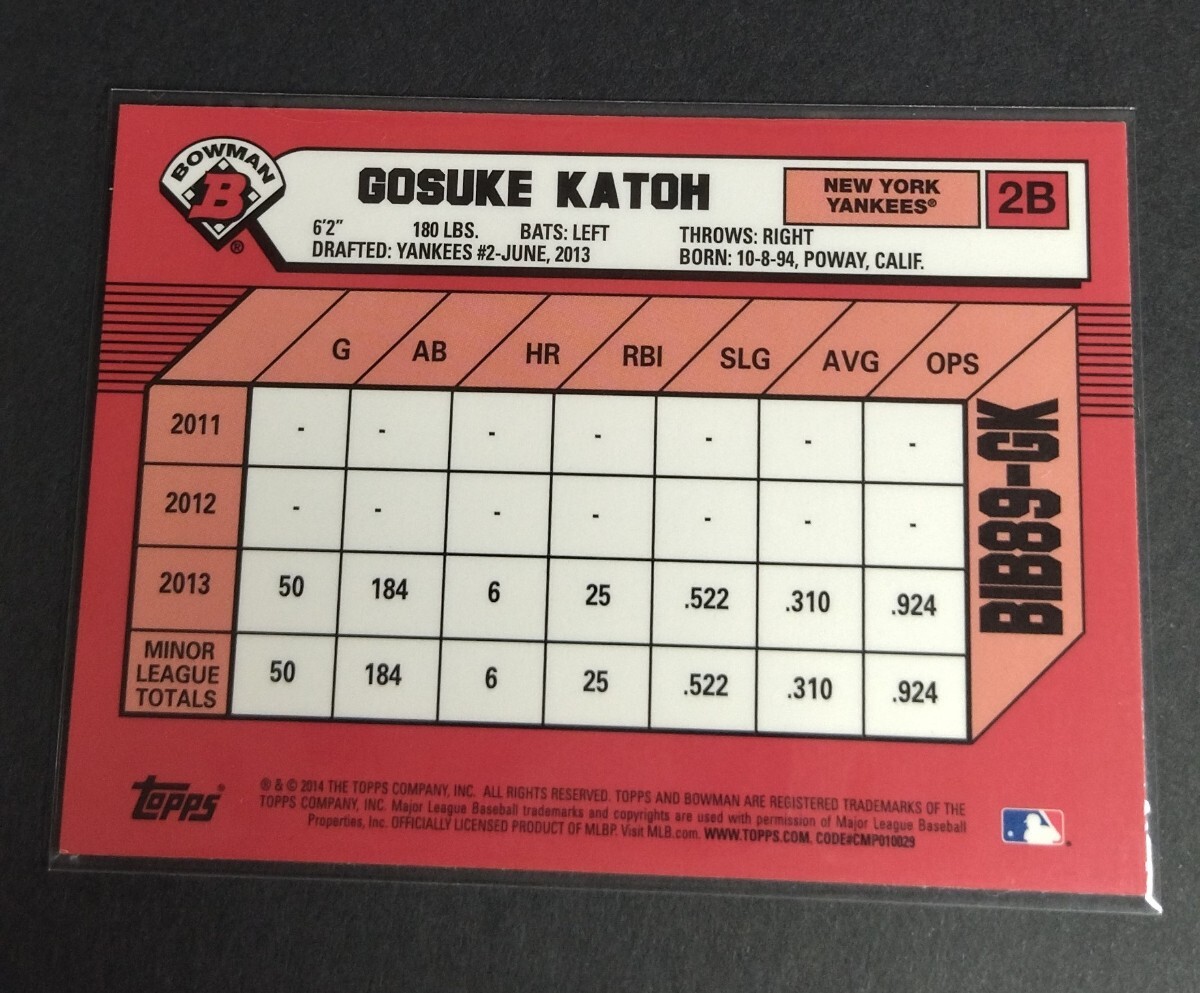 BOWMAN
B®
GOSUKE KATOH
NEW YORK
YANKEES®
2B
6'2" 180 LBS. BATS: LEFT THROWS: RIGHT
DRAFTED: YANKEES #2-JUNE, 2013 BORN: 10-8-94, POWAY, CALIF.
G AB HR RBI SLG AVG OPS
2011 - - - - - - -
2012 - - - - - - -
2013 50 184 6 25 .522 .310 .924
MINOR
LEAGUE
TOTALS
50 184 6 25 .522 .310 .924
BIB89-GK
topps®
® & © 2014 THE TOPPS COMPANY, INC. ALL RIGHTS RESERVED. TOPPS AND BOWMAN ARE REGISTERED TRADEMARKS OF THE
TOPPS COMPANY, INC. Major League Baseball trademarks and copyrights are used with permission of Major League Baseball
Properties, Inc. OFFICIALLY LICENSED PRODUCT OF MLBP. Visit MLB.com. WWW.TOPPS.COM. CODE#CMP010029